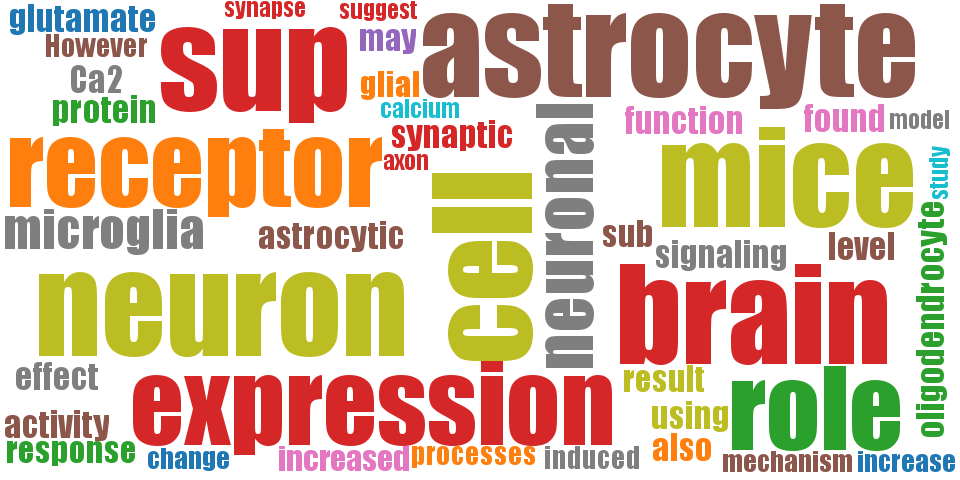 glutamate
synapse
suggest
However
sup
may
astrocyte
Ca2
glial
protein
calcium
function
found
model
receptor
synaptic
axon
neuronal
mice
study
microglia
astrocytic
cell
sub
signaling
level
oligodendrocyte
neuron
brain
effect
expression
result
role
activity
using
response
change
increased
processes
induced
also
mechanism
increase